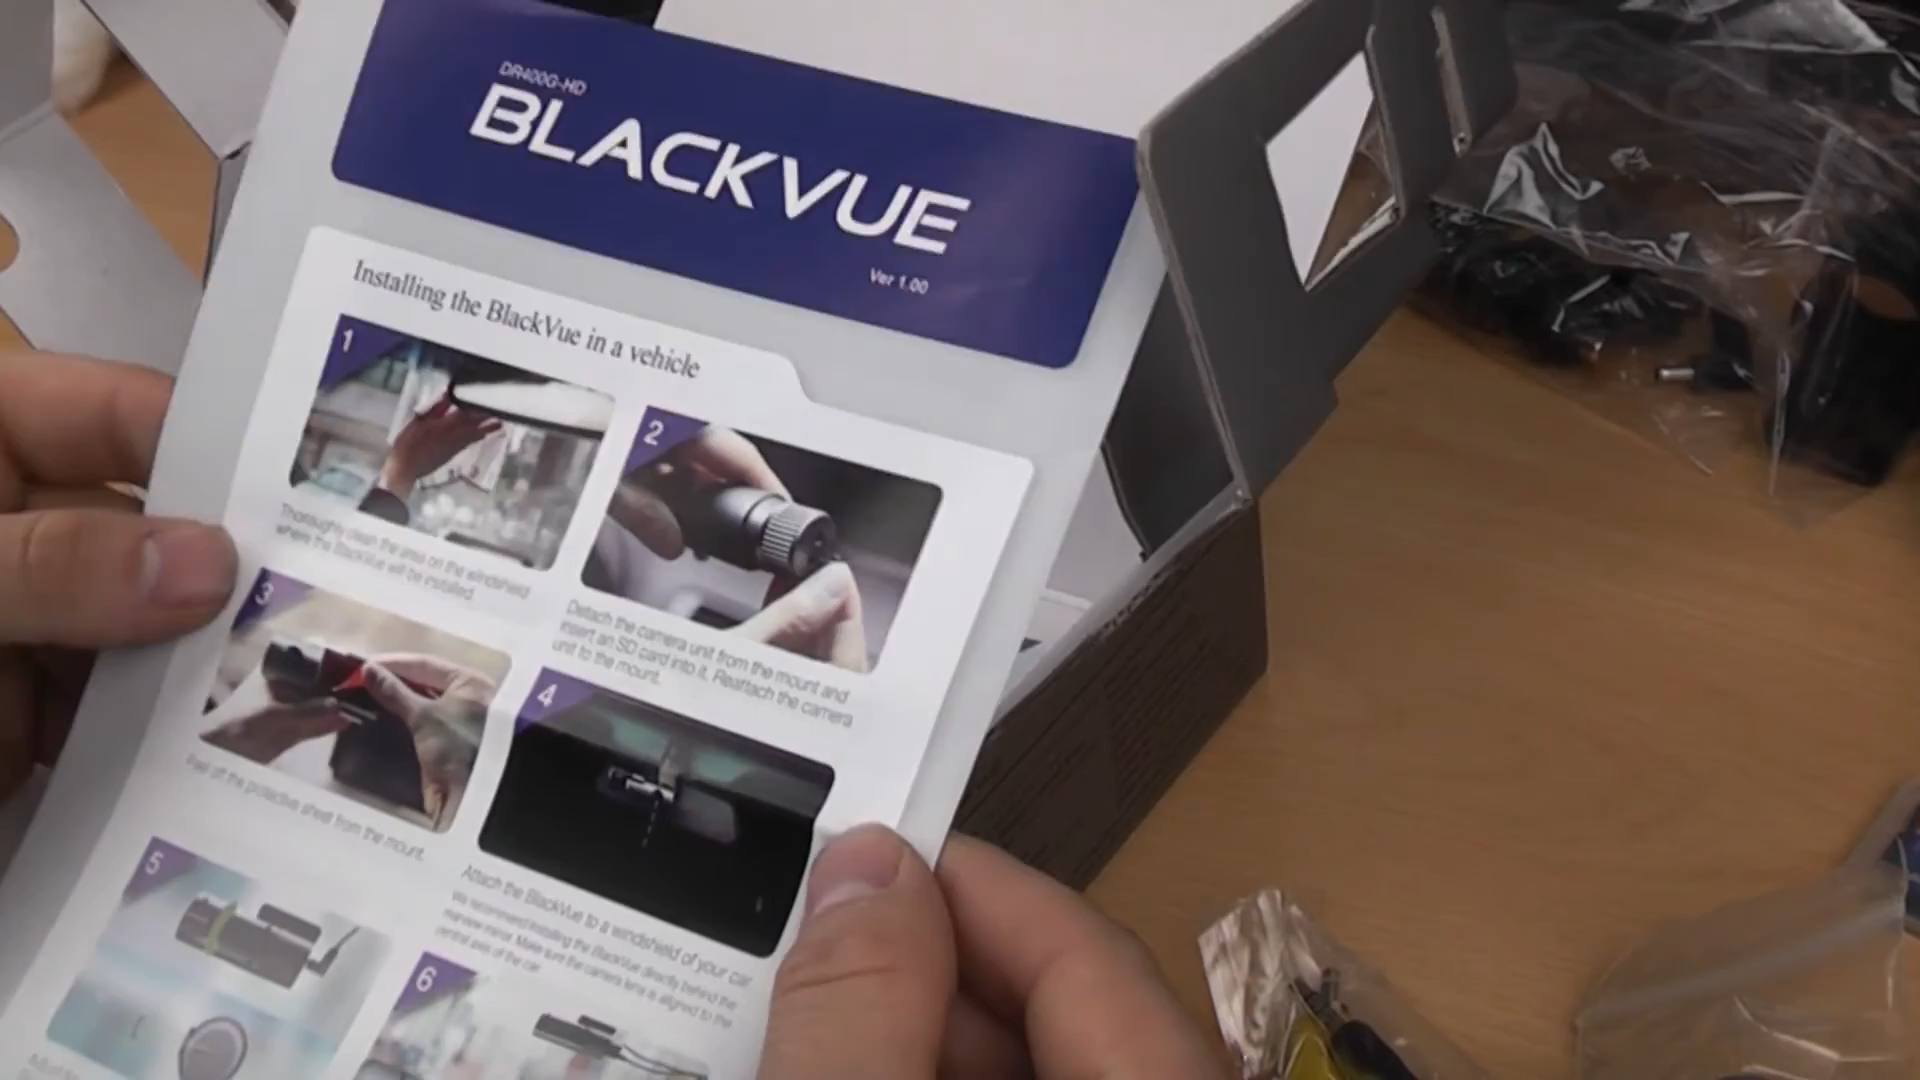 DR400G-HD
BLACKVUE
Ver 1.00
Installing the BlackVue in a vehicle
1
Thoroughly clean the area on the windshield
where the BlackVue will be installed.
2
Detach the camera unit from the mount and
insert an SD card into it. Reattach the camera
unit to the mount.
3
Peel off the protective sheet from the mount.
4
Attach the BlackVue to a windshield of your car
We recommend installing the BlackVue directly behind the
rearview mirror. Make sure the camera lens is aligned to the
central area of the car.
5
6